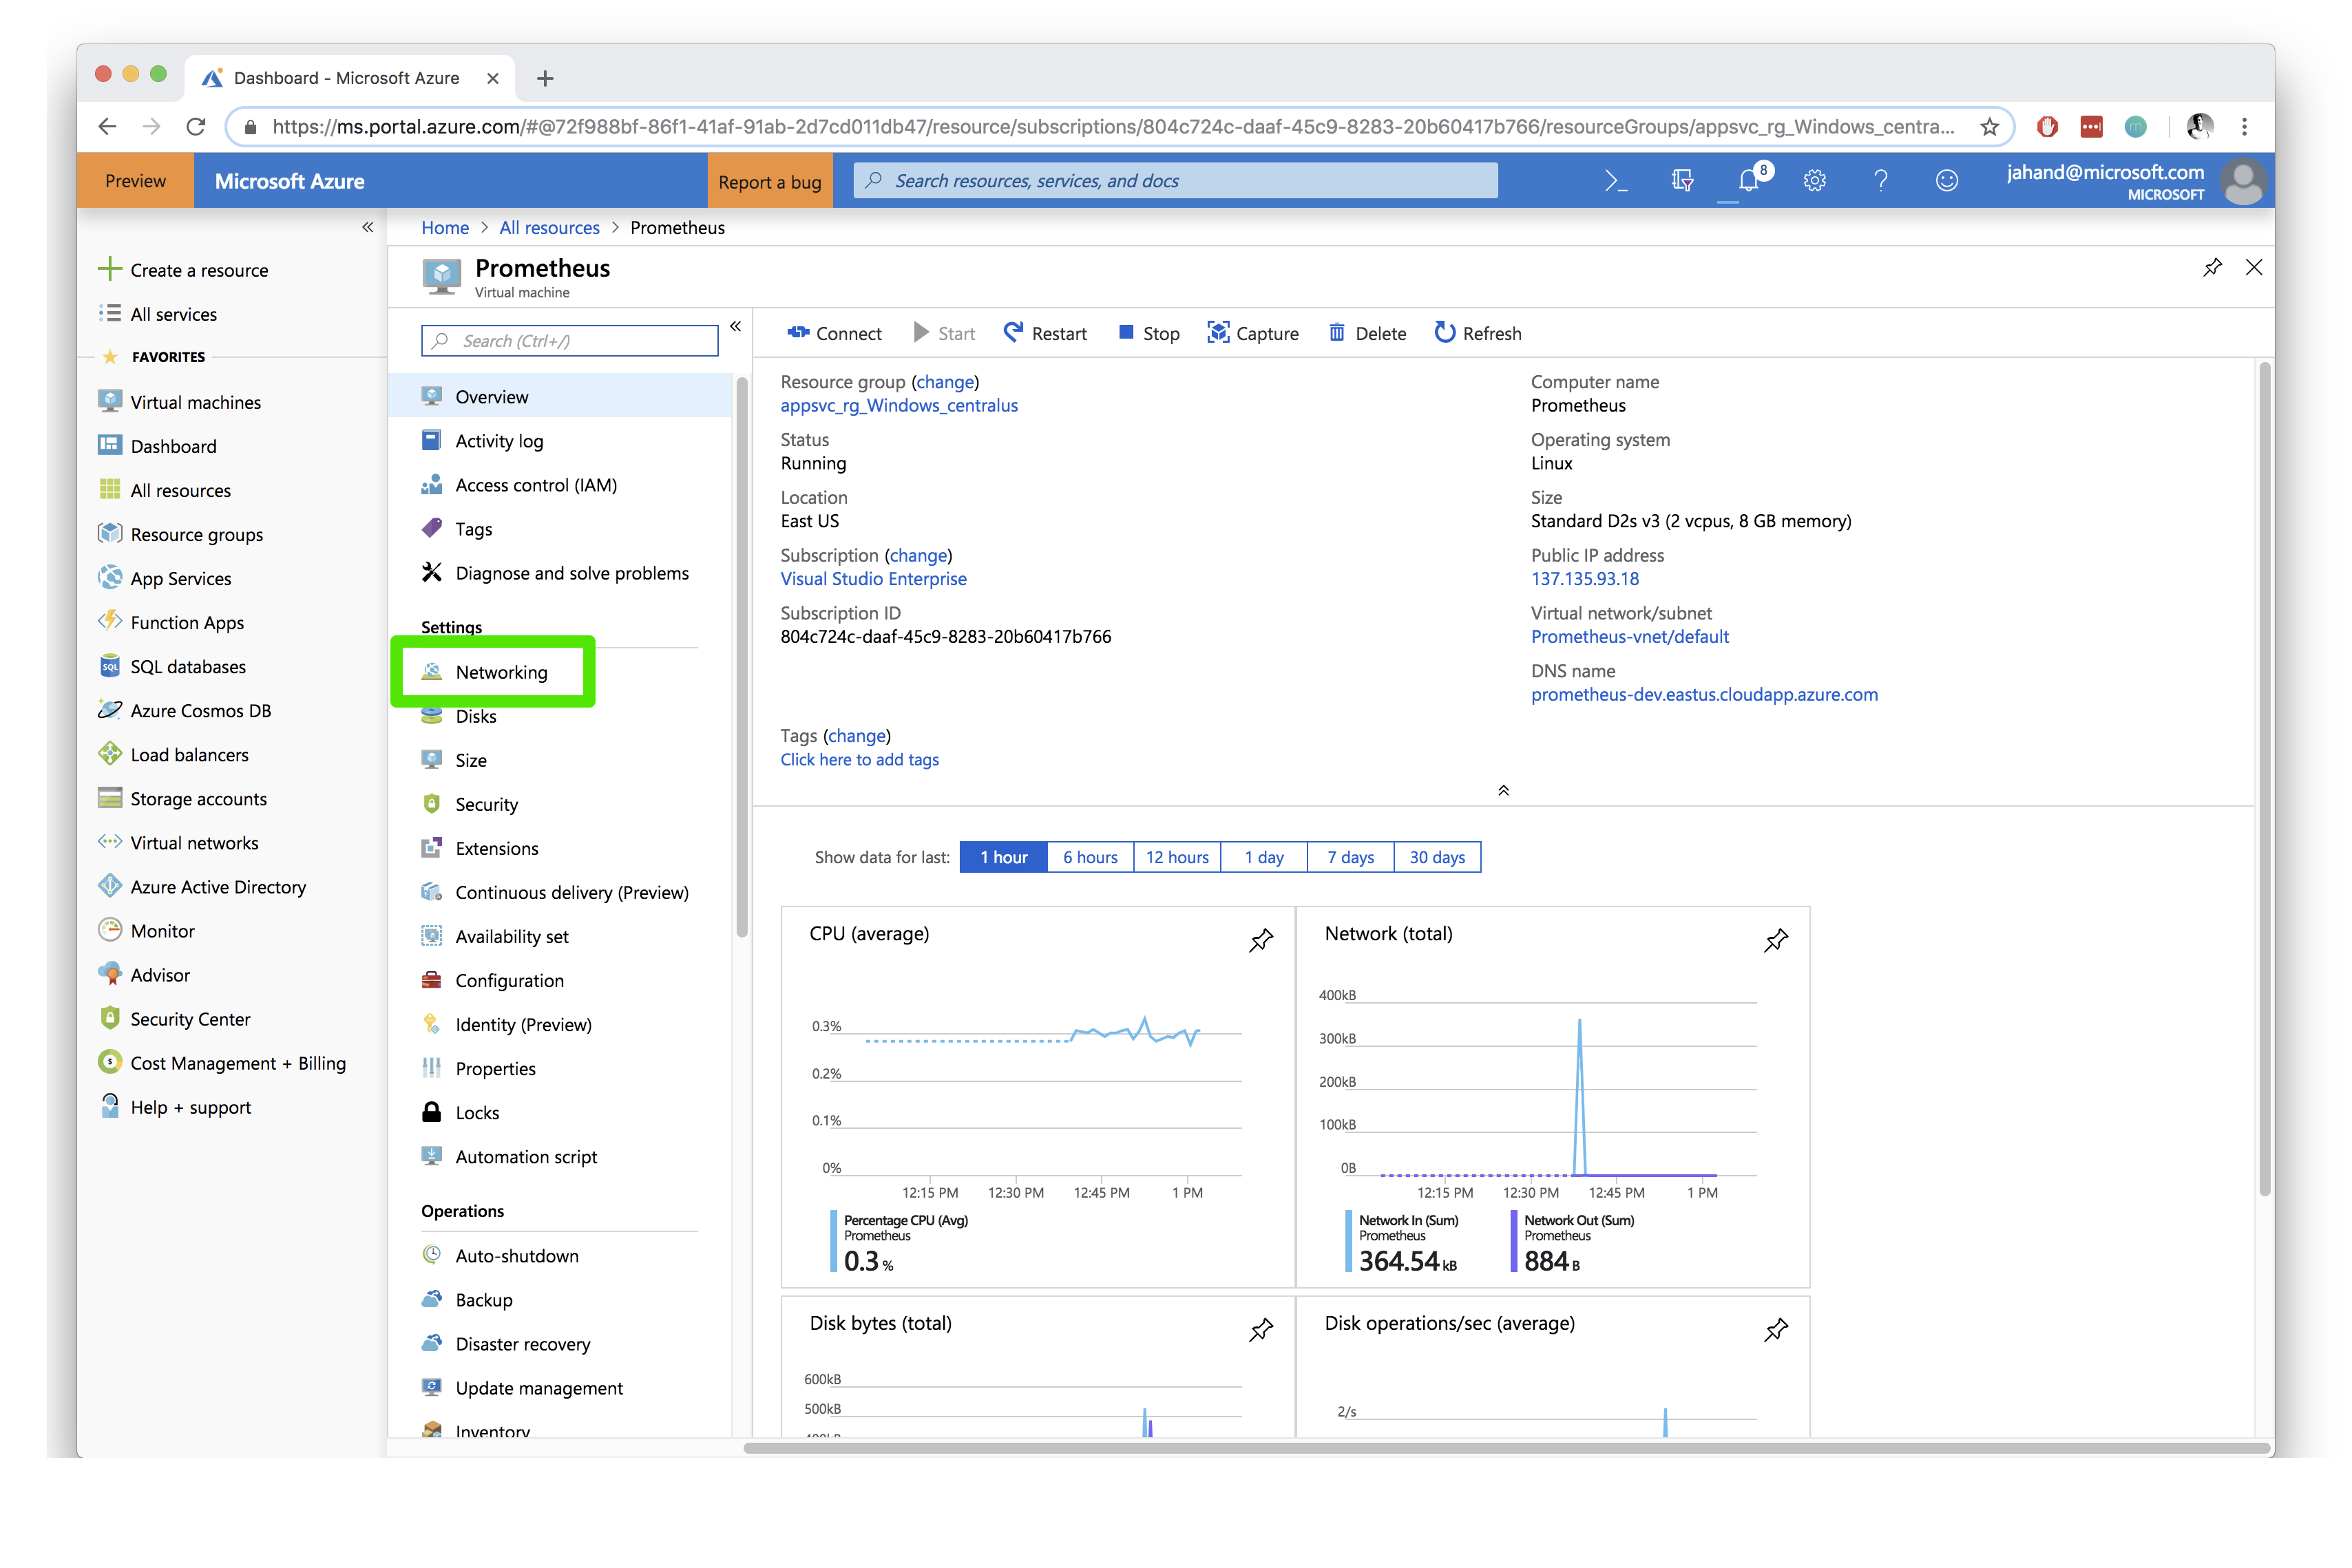 Dashboard - Microsoft Azure
https://ms.portal.azure.com/#@72f988bf-86f1-41af-91ab-2d7cd011db47/resource/subscriptions/804c724c-daaf-45c9-8283-20b60417b766/resourceGroups/appsvc_rg_Windows_centra...
Preview
Microsoft Azure
Report a bug
Search resources, services, and docs
8
jahand@microsoft.com
MICROSOFT
Create a resource
All services
FAVORITES
Virtual machines
Dashboard
All resources
Resource groups
App Services
Function Apps
SQL databases
Azure Cosmos DB
Load balancers
Storage accounts
Virtual networks
Azure Active Directory
Monitor
Advisor
Security Center
Cost Management + Billing
Help + support
Home > All resources > Prometheus
Prometheus
Virtual machine
Search (Ctrl+/)
Overview
Activity log
Access control (IAM)
Tags
Diagnose and solve problems
Settings
Networking
Disks
Size
Security
Extensions
Continuous delivery (Preview)
Availability set
Configuration
Identity (Preview)
Properties
Locks
Automation script
Operations
Auto-shutdown
Backup
Disaster recovery
Update management
Inventory
Connect Start Restart Stop Capture Delete Refresh
Resource group (change)
appsvc_rg_Windows_centralus
Status
Running
Location
East US
Subscription (change)
Visual Studio Enterprise
Subscription ID
804c724c-daaf-45c9-8283-20b60417b766
Computer name
Prometheus
Operating system
Linux
Size
Standard D2s v3 (2 vcpus, 8 GB memory)
Public IP address
137.135.93.18
Virtual network/subnet
Prometheus-vnet/default
DNS name
prometheus-dev.eastus.cloudapp.azure.com
Tags (change)
Click here to add tags
Show data for last: 1 hour 6 hours 12 hours 1 day 7 days 30 days
CPU (average)
0.3%
0.2%
0.1%
0%
12:15 PM 12:30 PM 12:45 PM 1 PM
Percentage CPU (Avg)
Prometheus
0.3 %
Network (total)
400kB
300kB
200kB
100kB
0B
12:15 PM 12:30 PM 12:45 PM 1 PM
Network In (Sum)
Prometheus
364.54 kB
Network Out (Sum)
Prometheus
884 B
Disk bytes (total)
600kB
500kB
400kB
Disk operations/sec (average)
2/s